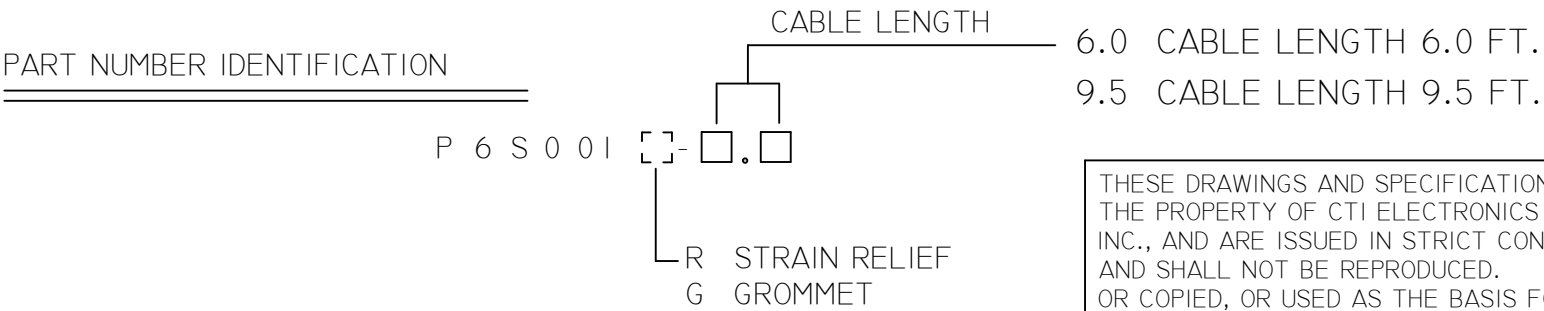 CABLE LENGTH
6.0 CABLE LENGTH 6.0 FT.
9.5 CABLE LENGTH 9.5 FT.
PART NUMBER IDENTIFICATION
P 6 S 0 0 1 - .
R STRAIN RELIEF
G GROMMET
THESE DRAWINGS AND SPECIFICATION
THE PROPERTY OF CTI ELECTRONICS
INC., AND ARE ISSUED IN STRICT CON
AND SHALL NOT BE REPRODUCED.
OR COPIED, OR USED AS THE BASIS FO